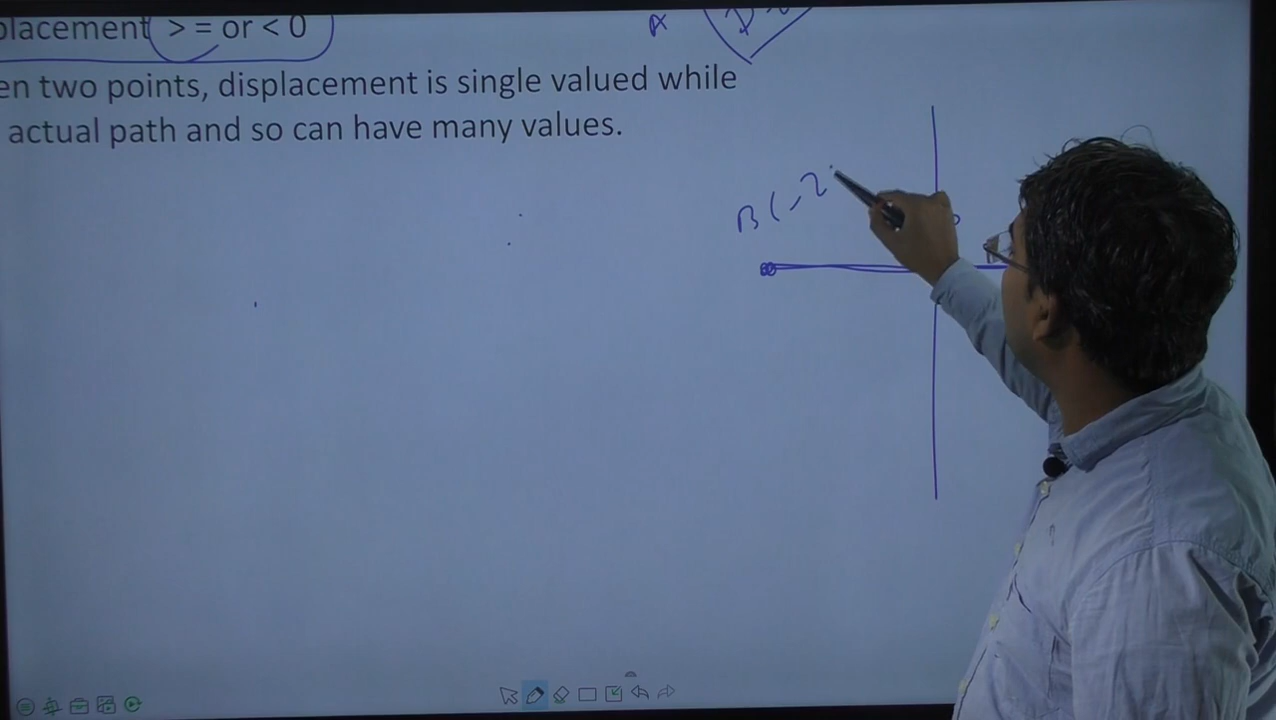 placement > = or < 0
en two points, displacement is single valued while
actual path and so can have many values.
B (-2